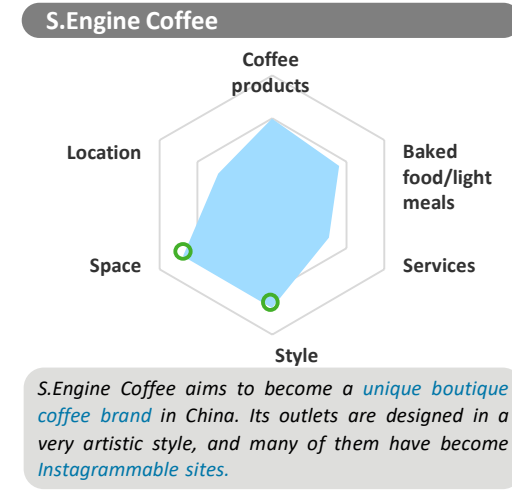 S.Engine Coffee
Coffee
products
Location
Baked
food/light
meals
Space
Services
Style
S.Engine Coffee aims to become a unique boutique
coffee brand in China. Its outlets are designed in a
very artistic style, and many of them have become
Instagrammable sites.